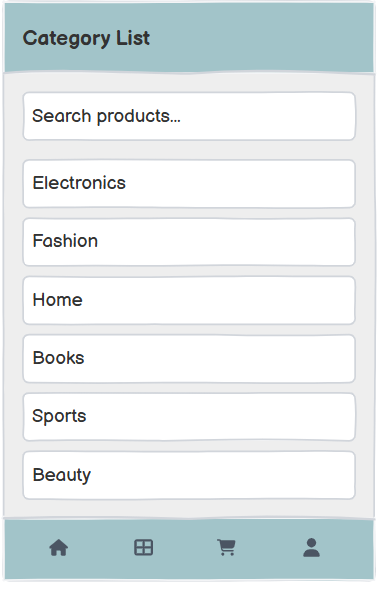 Category List
Search products...
Electronics
Fashion
Home
Books
Sports
Beauty